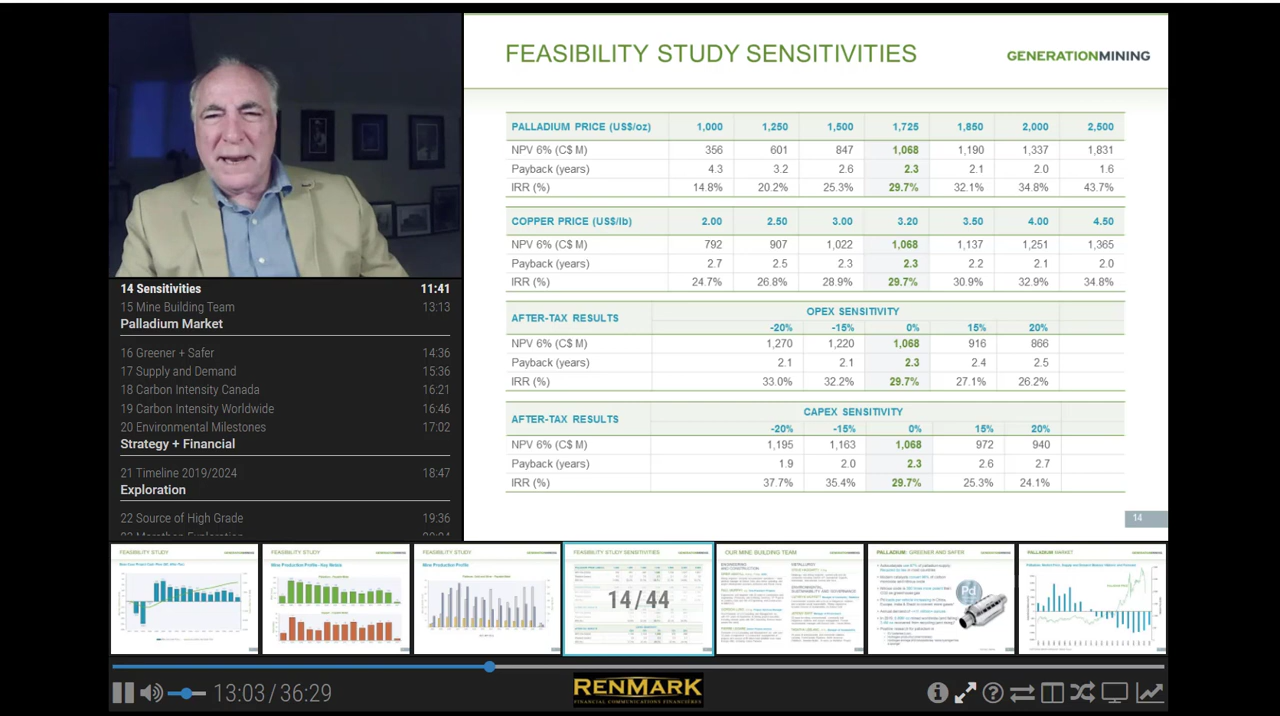 FEASIBILITY STUDY SENSITIVITIES
GENERATIONMINING
PALLADIUM PRICE (US$/oz) 1,000 1,250 1,500 1,725 1,850 2,000 2,500
NPV 6% (C$ M) 356 601 847 1,068 1,190 1,337 1,831
Payback (years) 4.3 3.2 2.6 2.3 2.1 2.0 1.6
IRR (%) 14.8% 20.2% 25.3% 29.7% 32.1% 34.8% 43.7%
COPPER PRICE (US$/lb) 2.00 2.50 3.00 3.20 3.50 4.00 4.50
NPV 6% (C$ M) 792 907 1,022 1,068 1,137 1,251 1,365
Payback (years) 2.7 2.5 2.3 2.3 2.2 2.1 2.0
IRR (%) 24.7% 26.8% 28.9% 29.7% 30.9% 32.9% 34.8%
AFTER-TAX RESULTS OPEX SENSITIVITY
-20% -15% 0% 15% 20%
NPV 6% (C$ M) 1,270 1,220 1,068 916 866
Payback (years) 2.1 2.1 2.3 2.4 2.5
IRR (%) 33.0% 32.2% 29.7% 27.1% 26.2%
AFTER-TAX RESULTS CAPEX SENSITIVITY
-20% -15% 0% 15% 20%
NPV 6% (C$ M) 1,195 1,163 1,068 972 940
Payback (years) 1.9 2.0 2.3 2.6 2.7
IRR (%) 37.7% 35.4% 29.7% 25.3% 24.1%
14
14 Sensitivities 11:41
15 Mine Building Team 13:13
Palladium Market
16 Greener + Safer 14:36
17 Supply and Demand 15:36
18 Carbon Intensity Canada 16:21
19 Carbon Intensity Worldwide 16:46
20 Environmental Milestones 17:02
Strategy + Financial
21 Timeline 2019/2024 18:47
Exploration
22 Source of High Grade 19:36
FEASIBILITY STUDY
FEASIBILITY STUDY
FEASIBILITY STUDY
FEASIBILITY STUDY SENSITIVITIES
14/44
OUR MINE BUILDING TEAM
PALLADIUM: GREENER AND SAFER
PALLADIUM MARKET
13:03 / 36:29
RENMARK
FINANCIAL COMMUNICATIONS FINANCIERES